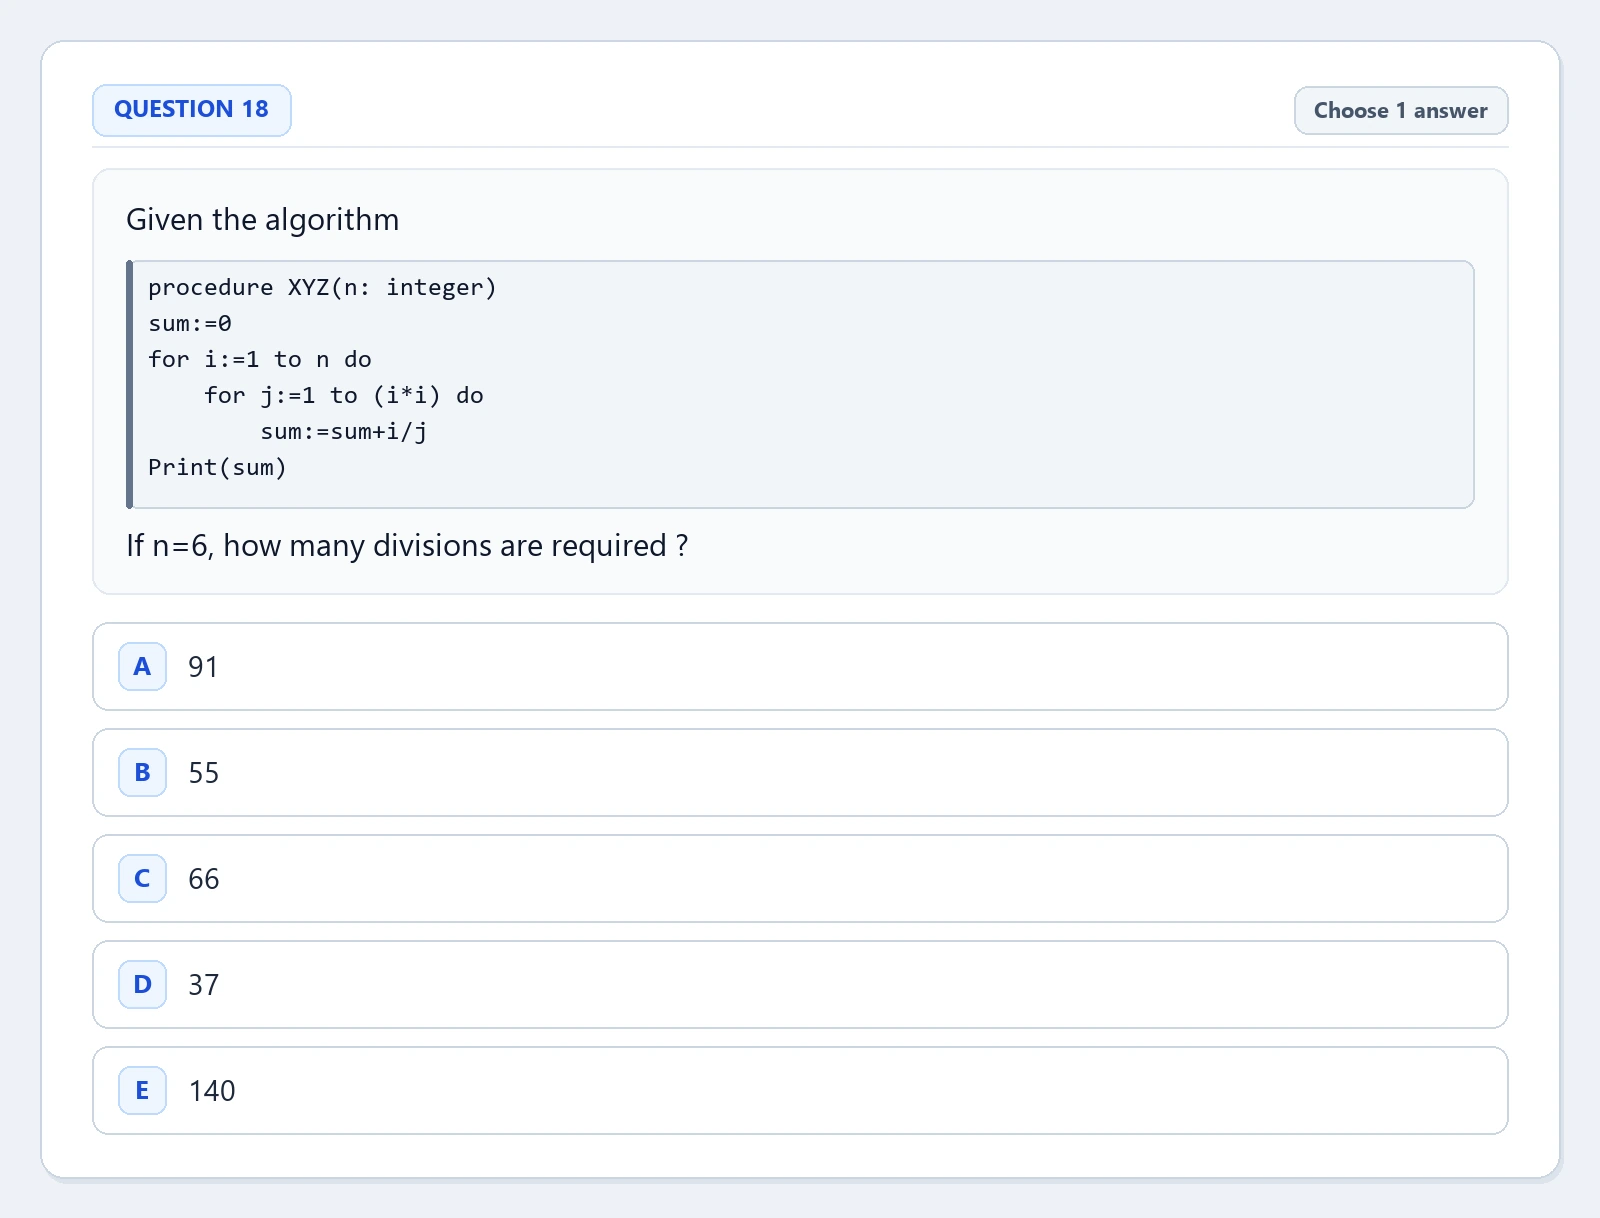 QUESTION 18
Choose 1 answer
Given the algorithm
procedure XYZ(n: integer)
sum:=0
for i:=1 to n do
    for j:=1 to (i*i) do
        sum:=sum+i/j
Print(sum)
If n=6, how many divisions are required ?
A 91
B 55
C 66
D 37
E 140